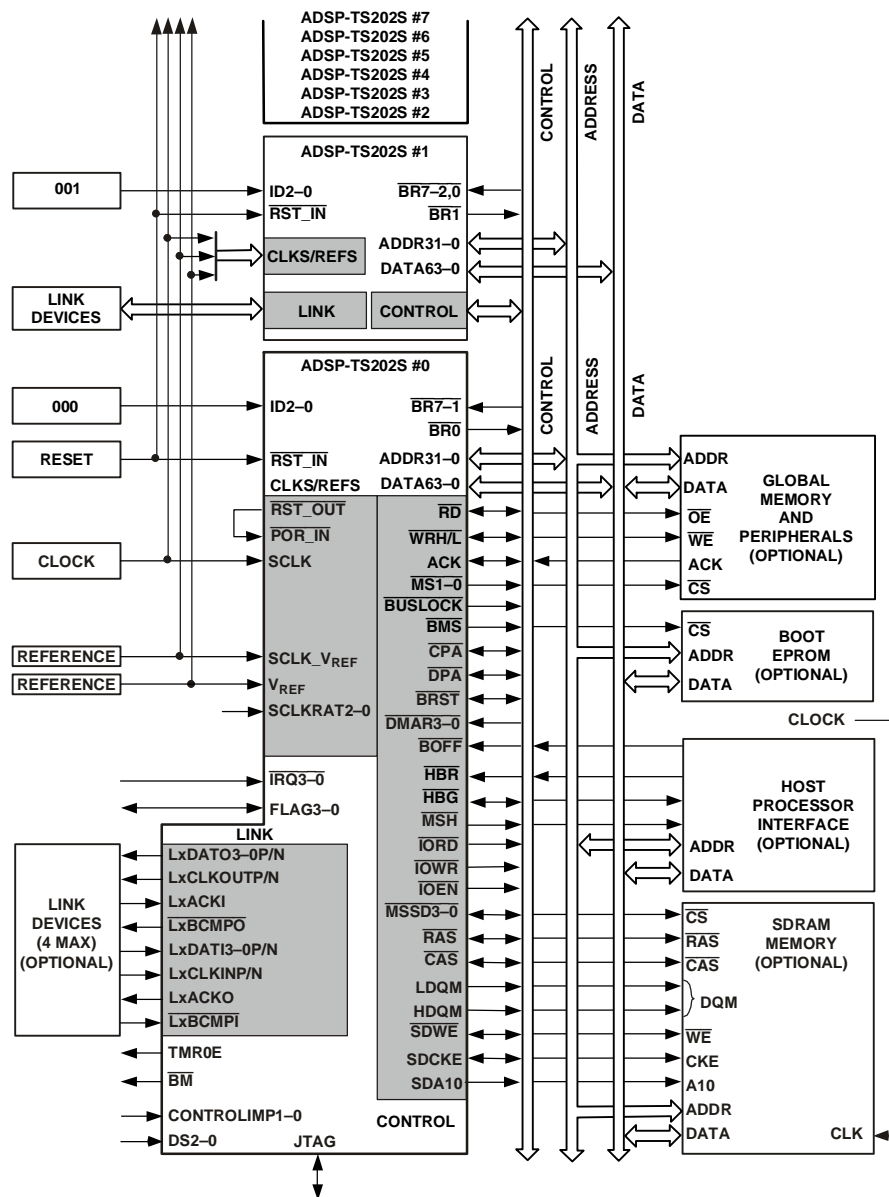 ADSP-TS202S #7
ADSP-TS202S #6
ADSP-TS202S #5
ADSP-TS202S #4
ADSP-TS202S #3
ADSP-TS202S #2
CONTROL
ADDRESS
DATA
ADSP-TS202S #1
001
ID2–0
BR7–2,0
RST_IN
BR1
ADDR31–0
CLKS/REFS
DATA63–0
LINK
DEVICES
LINK
CONTROL
ADSP-TS202S #0
CONTROL
ADDRESS
DATA
000
ID2–0
BR7–1
BR0
RESET
RST_IN
ADDR31–0
CLKS/REFS
DATA63–0
RST_OUT
POR_IN
CLOCK
SCLK
REFERENCE
SCLK_VREF
REFERENCE
VREF
SCLKRAT2–0
IRQ3–0
FLAG3–0
RD
WRH/L
ACK
MS1–0
BUSLOCK
BMS
CPA
DPA
BRST
DMAR3–0
BOFF
HBR
HBG
MSH
IORD
IOWR
IOEN
MSSD3–0
RAS
CAS
LDQM
HDQM
SDWE
SDCKE
SDA10
CONTROL
LINK
LINK
DEVICES
(4 MAX)
(OPTIONAL)
LxDATO3–0P/N
LxCLKOUTP/N
LxACKI
LxBCMPO
LxDATI3–0P/N
LxCLKINP/N
LxACKO
LxBCMPI
TMR0E
BM
CONTROLIMP1–0
DS2–0
JTAG
ADDR
DATA
OE
WE
ACK
CS
GLOBAL
MEMORY
AND
PERIPHERALS
(OPTIONAL)
CS
ADDR
DATA
BOOT
EPROM
(OPTIONAL)
CLOCK
HOST
PROCESSOR
INTERFACE
(OPTIONAL)
ADDR
DATA
SDRAM
MEMORY
(OPTIONAL)
CS
RAS
CAS
DQM
WE
CKE
A10
ADDR
DATA
CLK